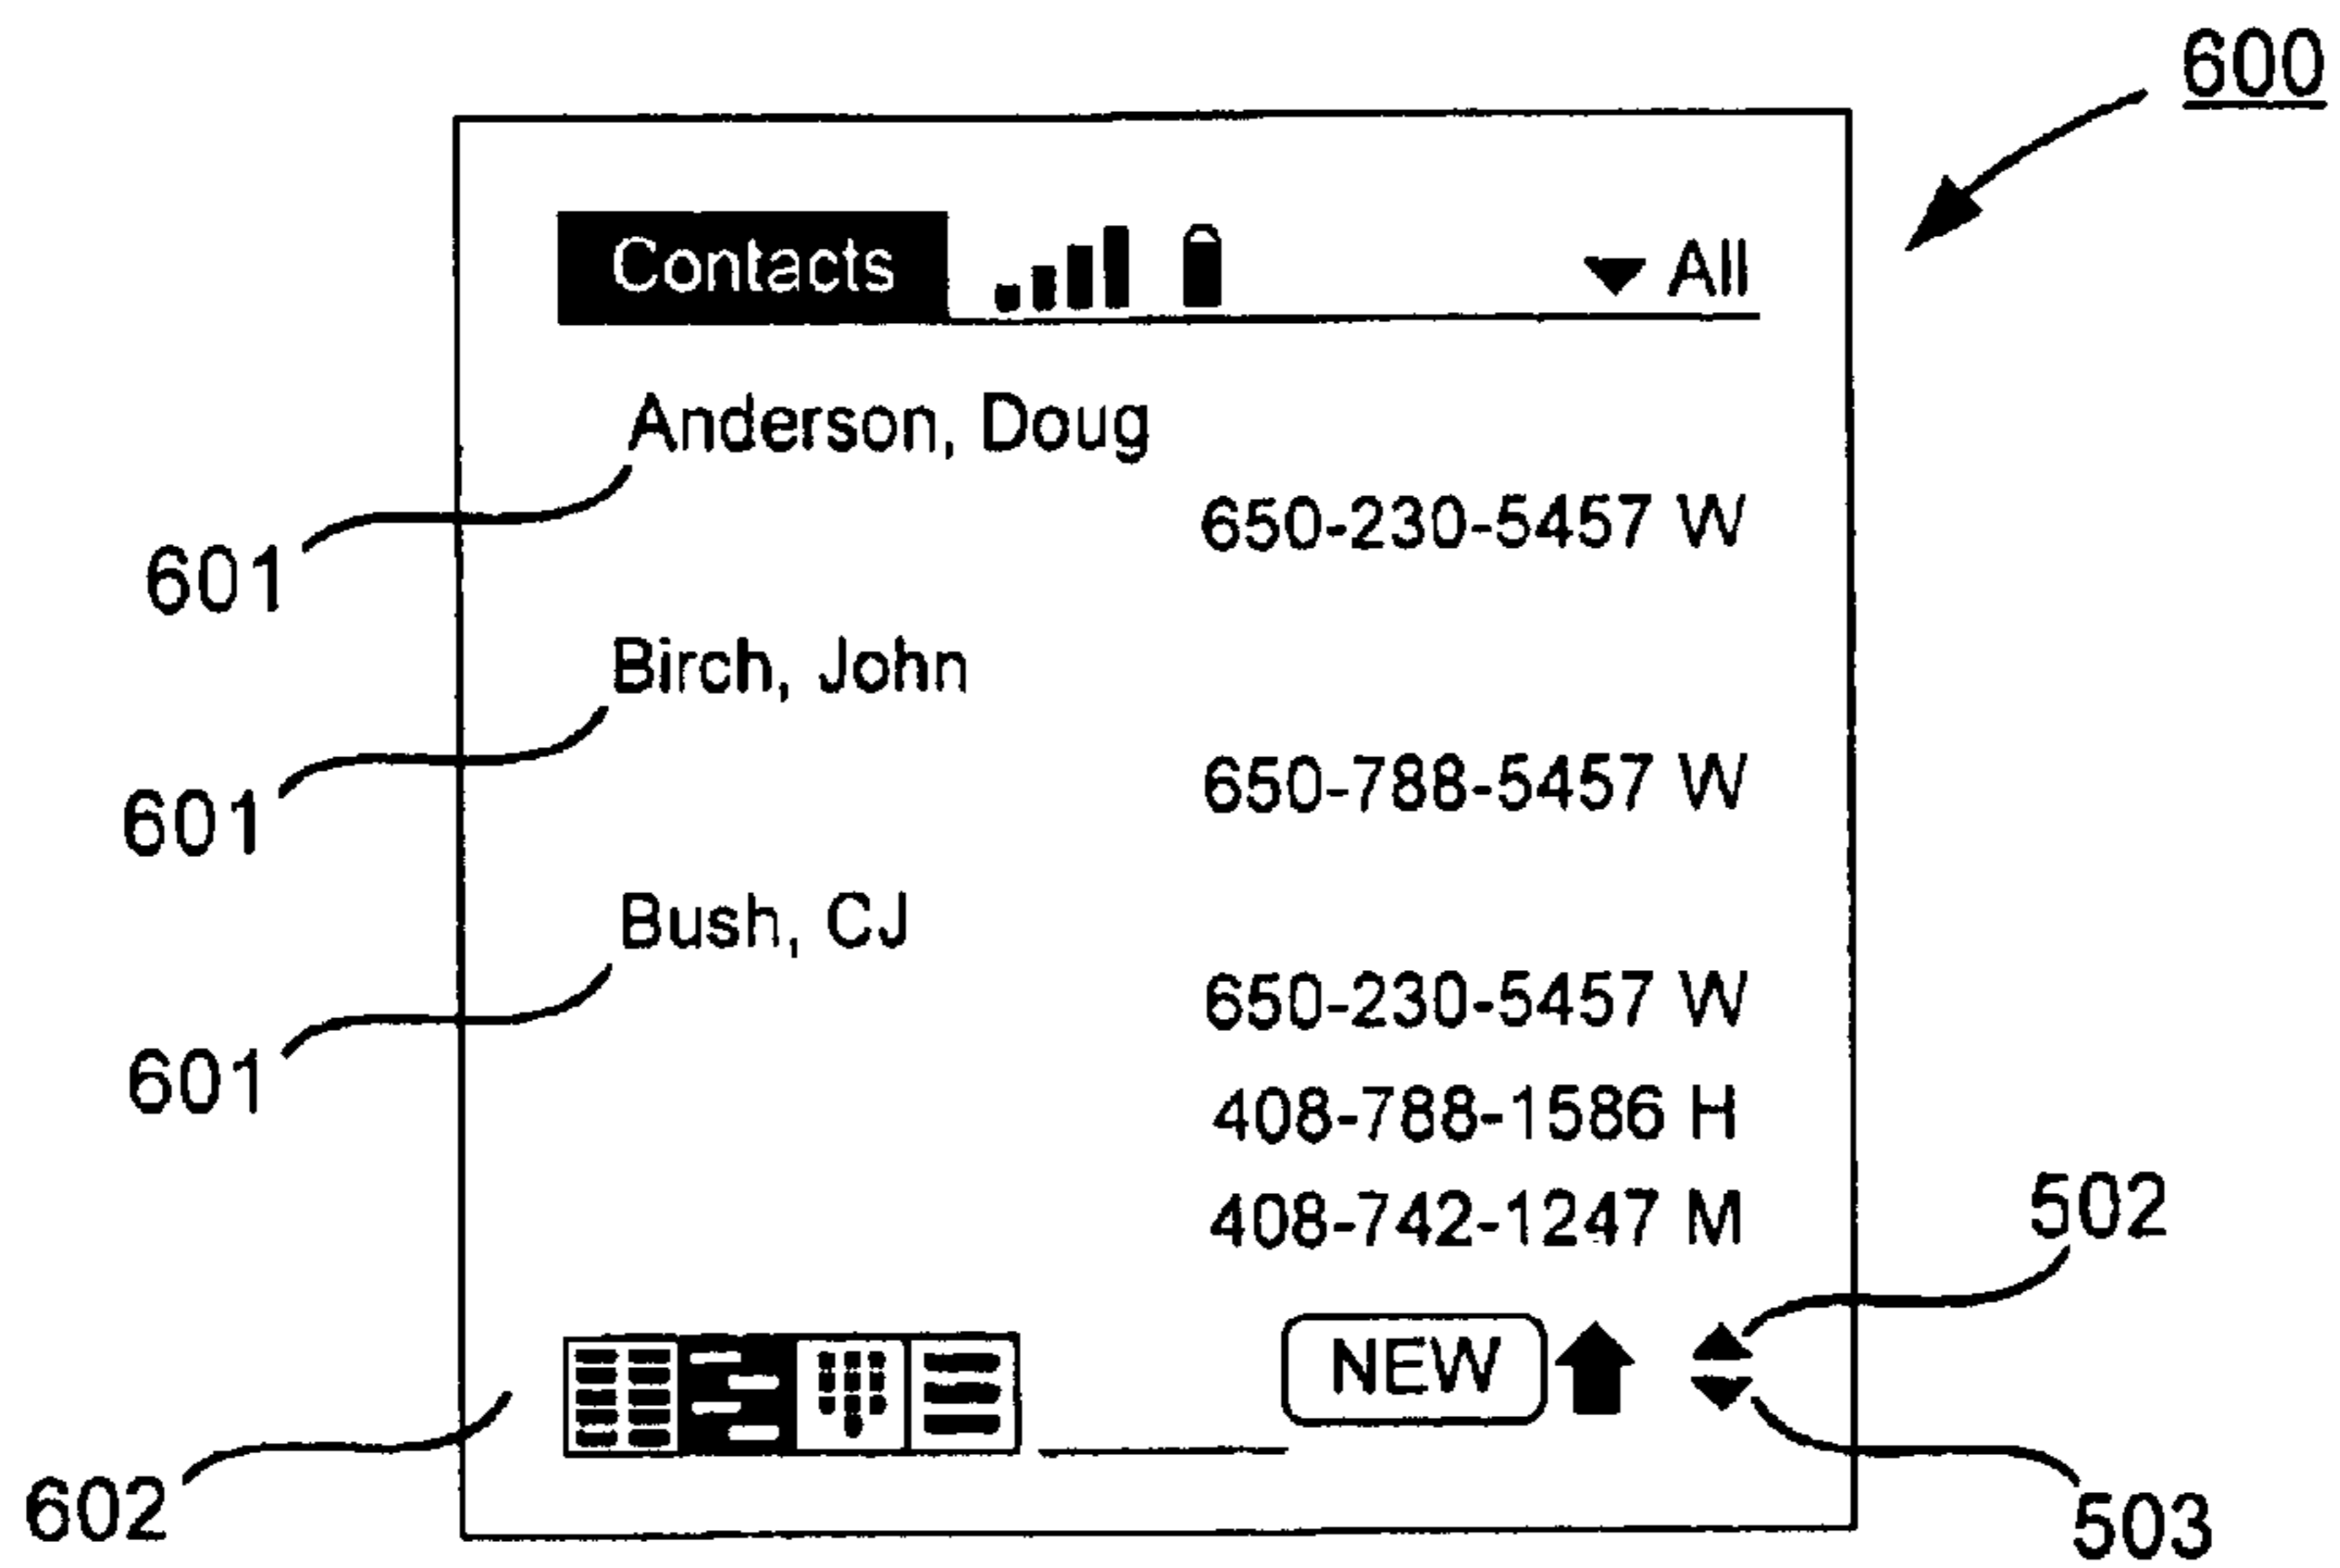 600
Contacts All
Anderson, Doug
650-230-5457 W
601
Birch, John
650-788-5457 W
601
Bush, CJ
650-230-5457 W
601
408-788-1586 H
408-742-1247 M
502
NEW
602
503